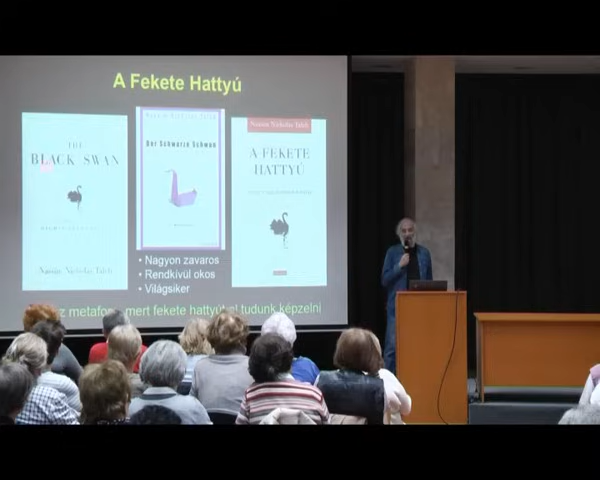 A Fekete Hattyú
THE
BLACK SWAN
Nassim Nicholas Taleb
Der Schwarze Schwan
Nassim Nicholas Taleb
A FEKETE
HATTYÚ
• Nagyon zavaros
• Rendkívül okos
• Világsiker
metafora, mert fekete hattyút tudunk képzelni